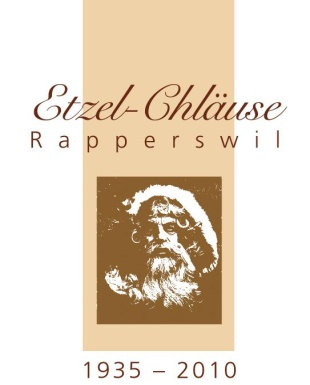 Etzel-Chläuse
Rapperswil
1935 – 2010